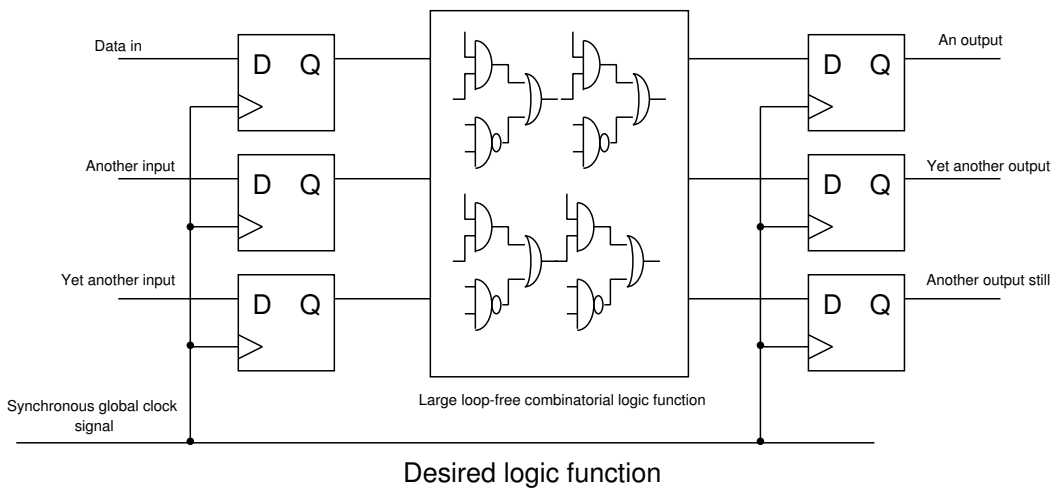 Data in
D Q
An output
D Q
Another input
D Q
Yet another output
D Q
Yet another input
D Q
Another output still
D Q
Synchronous global clock
signal
Large loop-free combinatorial logic function
Desired logic function